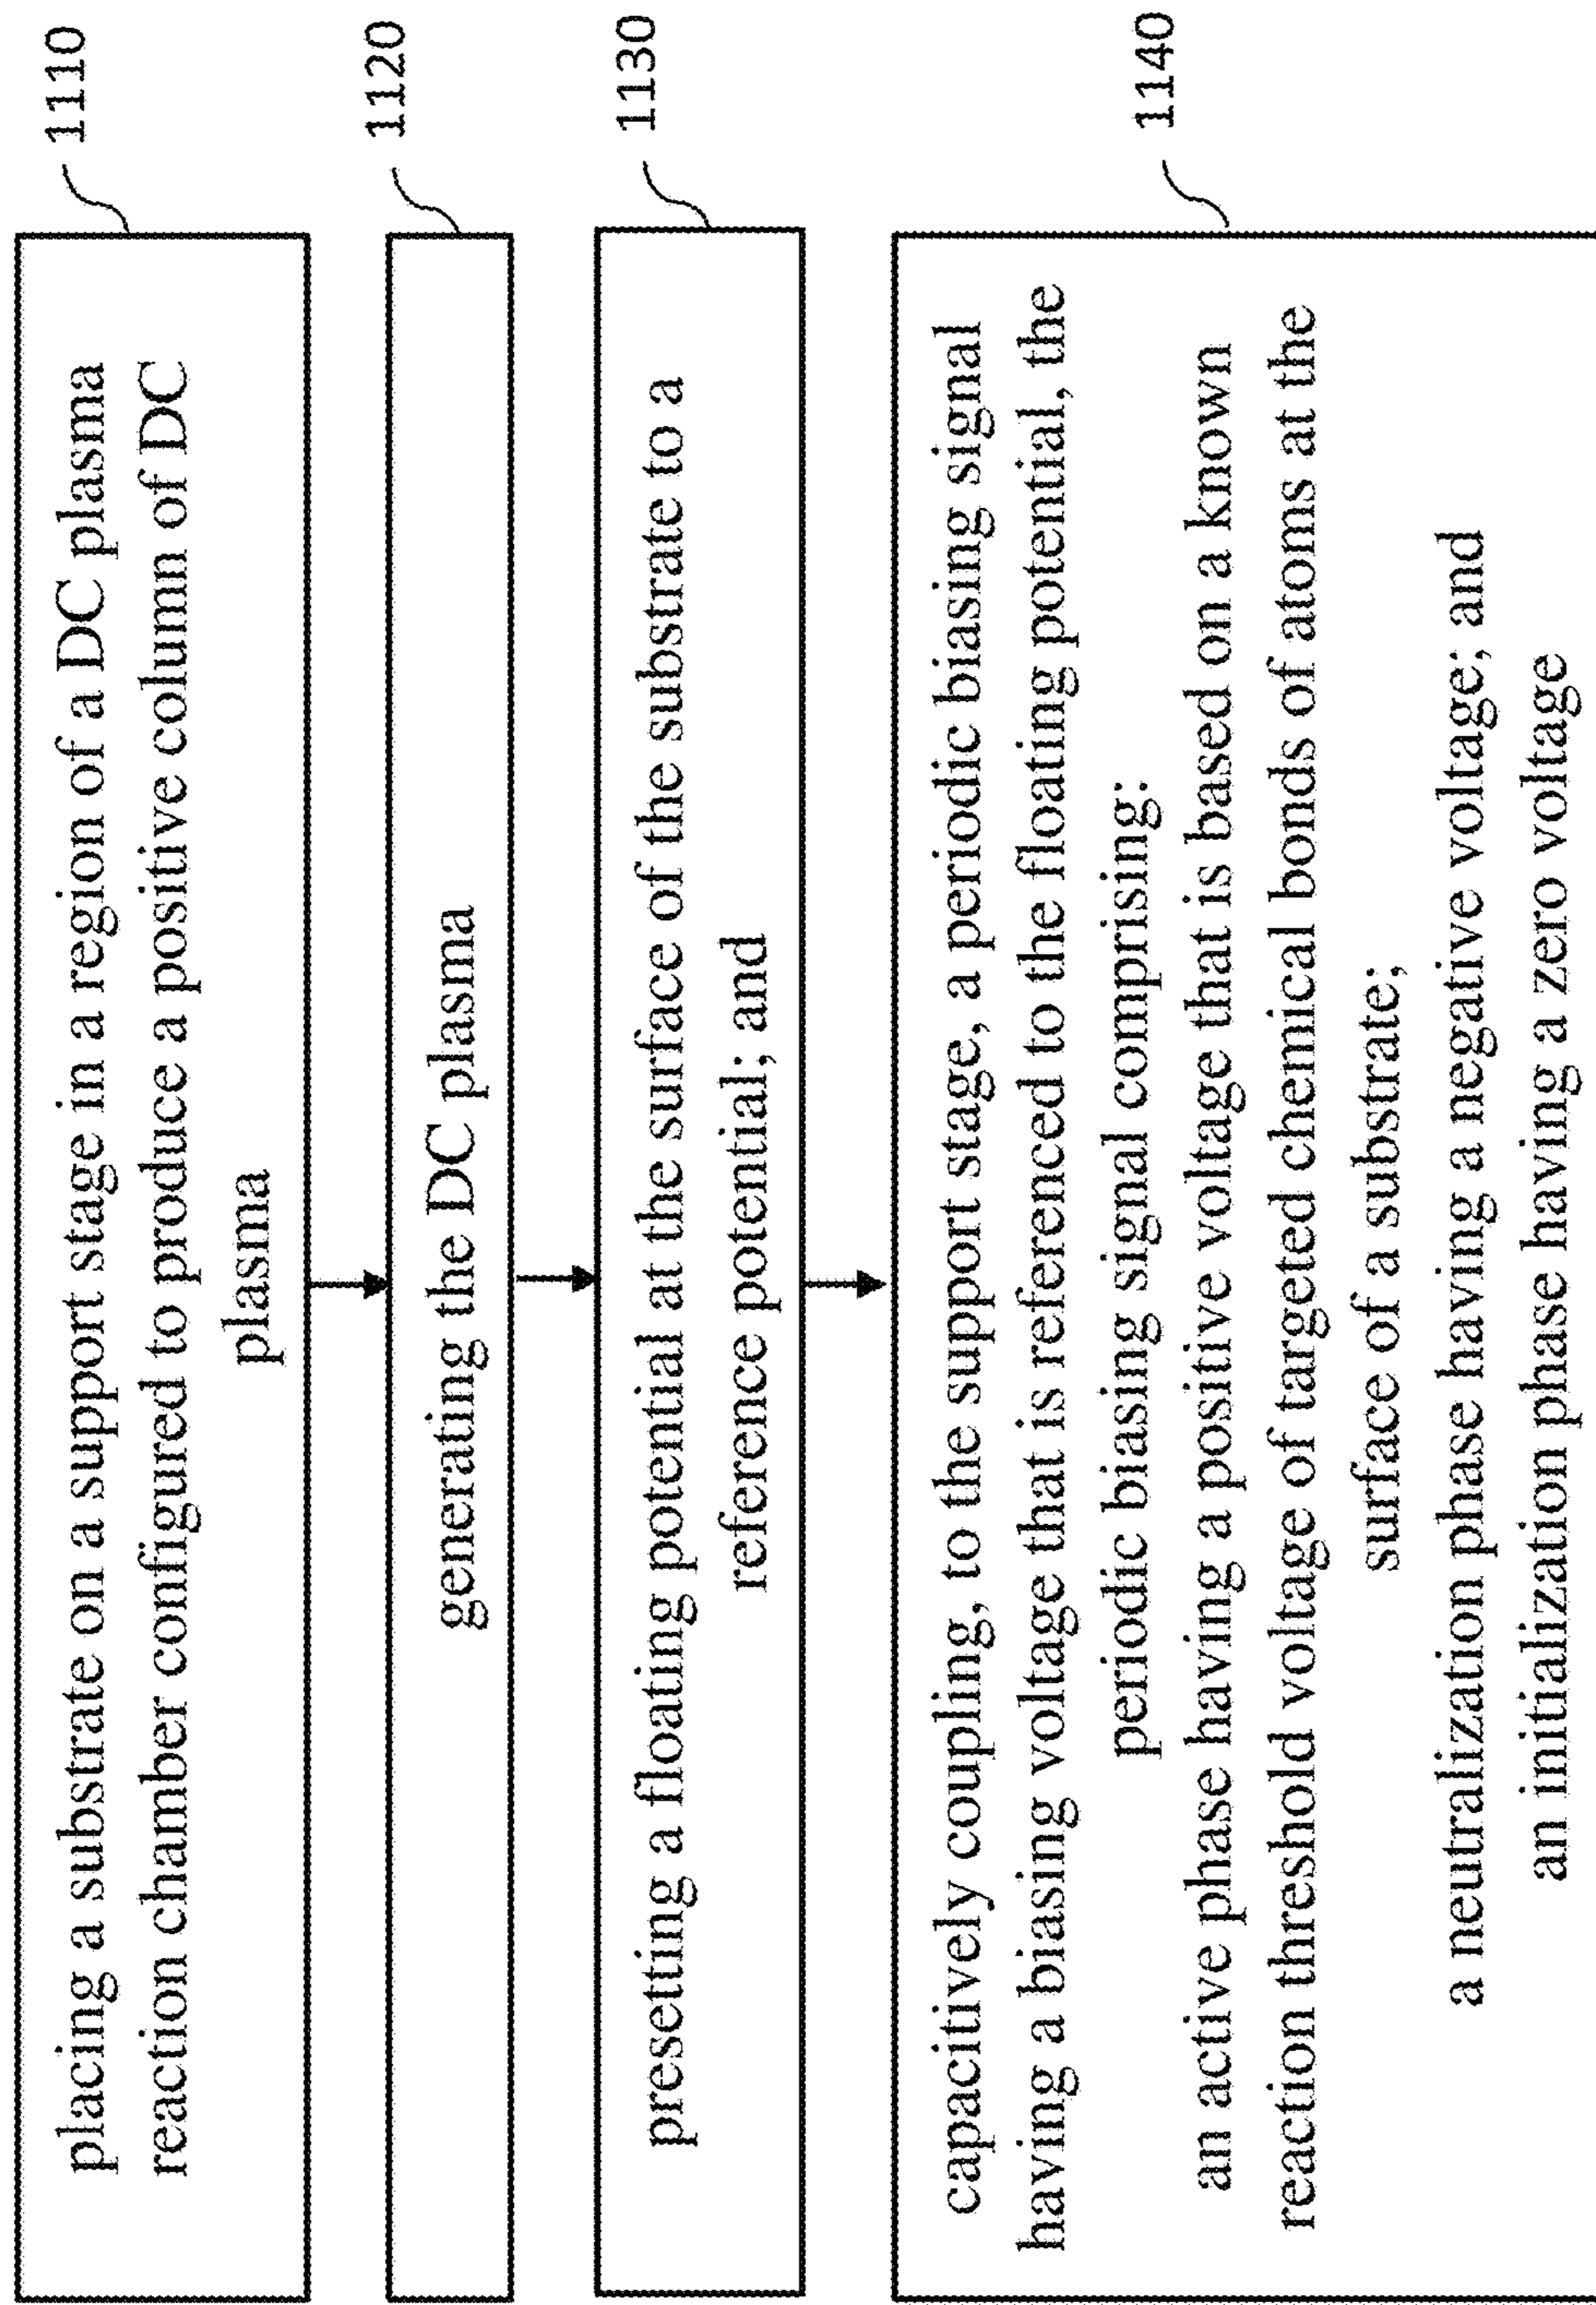 1110
placing a substrate on a support stage in a region of a DC plasma
reaction chamber configured to produce a positive column of DC
plasma
1120
generating the DC plasma
1130
presetting a floating potential at the surface of the substrate to a
reference potential; and
1140
capacitively coupling, to the support stage, a periodic biasing signal
having a biasing voltage that is referenced to the floating potential, the
periodic biasing signal comprising:
an active phase having a positive voltage that is based on a known
reaction threshold voltage of targeted chemical bonds of atoms at the
surface of a substrate;
a neutralization phase having a negative voltage; and
an initialization phase having a zero voltage